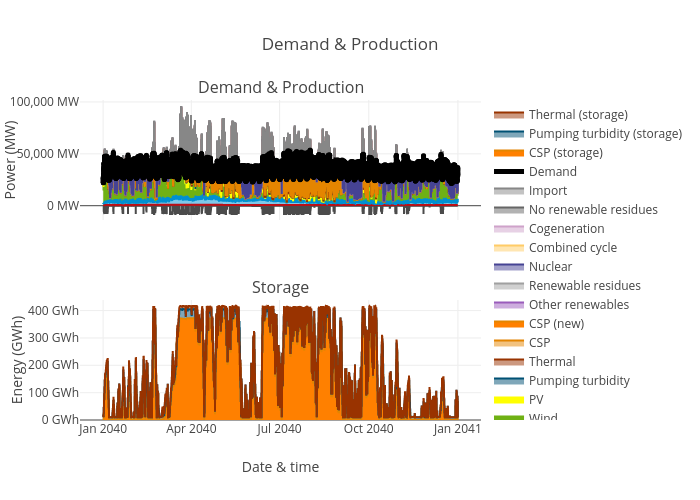 Demand & Production
Demand & Production
100,000 MW
50,000 MW
0 MW
Power (MW)
Storage
400 GWh
300 GWh
200 GWh
100 GWh
0 GWh
Energy (GWh)
Jan 2040
Apr 2040
Jul 2040
Oct 2040
Jan 2041
Date & time
Thermal (storage)
Pumping turbidity (storage)
CSP (storage)
Demand
Import
No renewable residues
Cogeneration
Combined cycle
Nuclear
Renewable residues
Other renewables
CSP (new)
CSP
Thermal
Pumping turbidity
PV
Wind